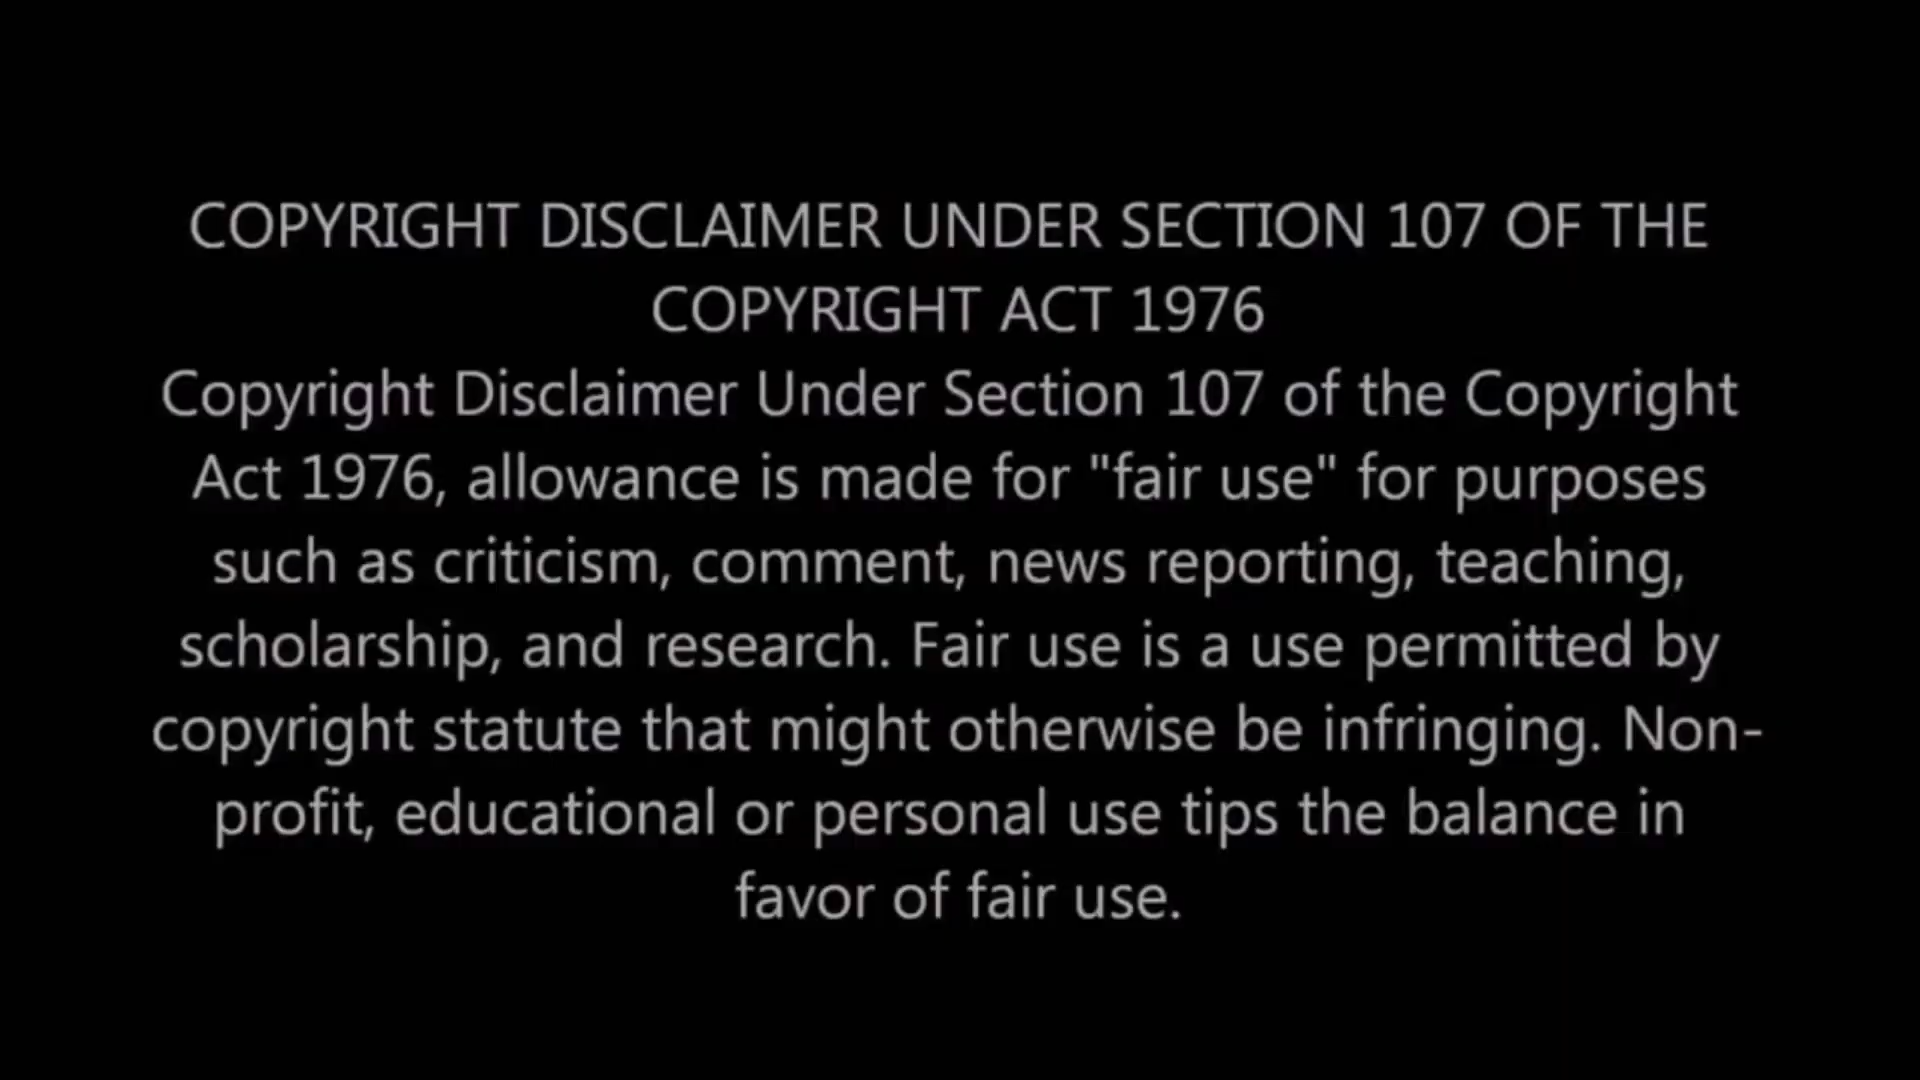 COPYRIGHT DISCLAIMER UNDER SECTION 107 OF THE
COPYRIGHT ACT 1976
Copyright Disclaimer Under Section 107 of the Copyright
Act 1976, allowance is made for "fair use" for purposes
such as criticism, comment, news reporting, teaching,
scholarship, and research. Fair use is a use permitted by
copyright statute that might otherwise be infringing. Non-
profit, educational or personal use tips the balance in
favor of fair use.